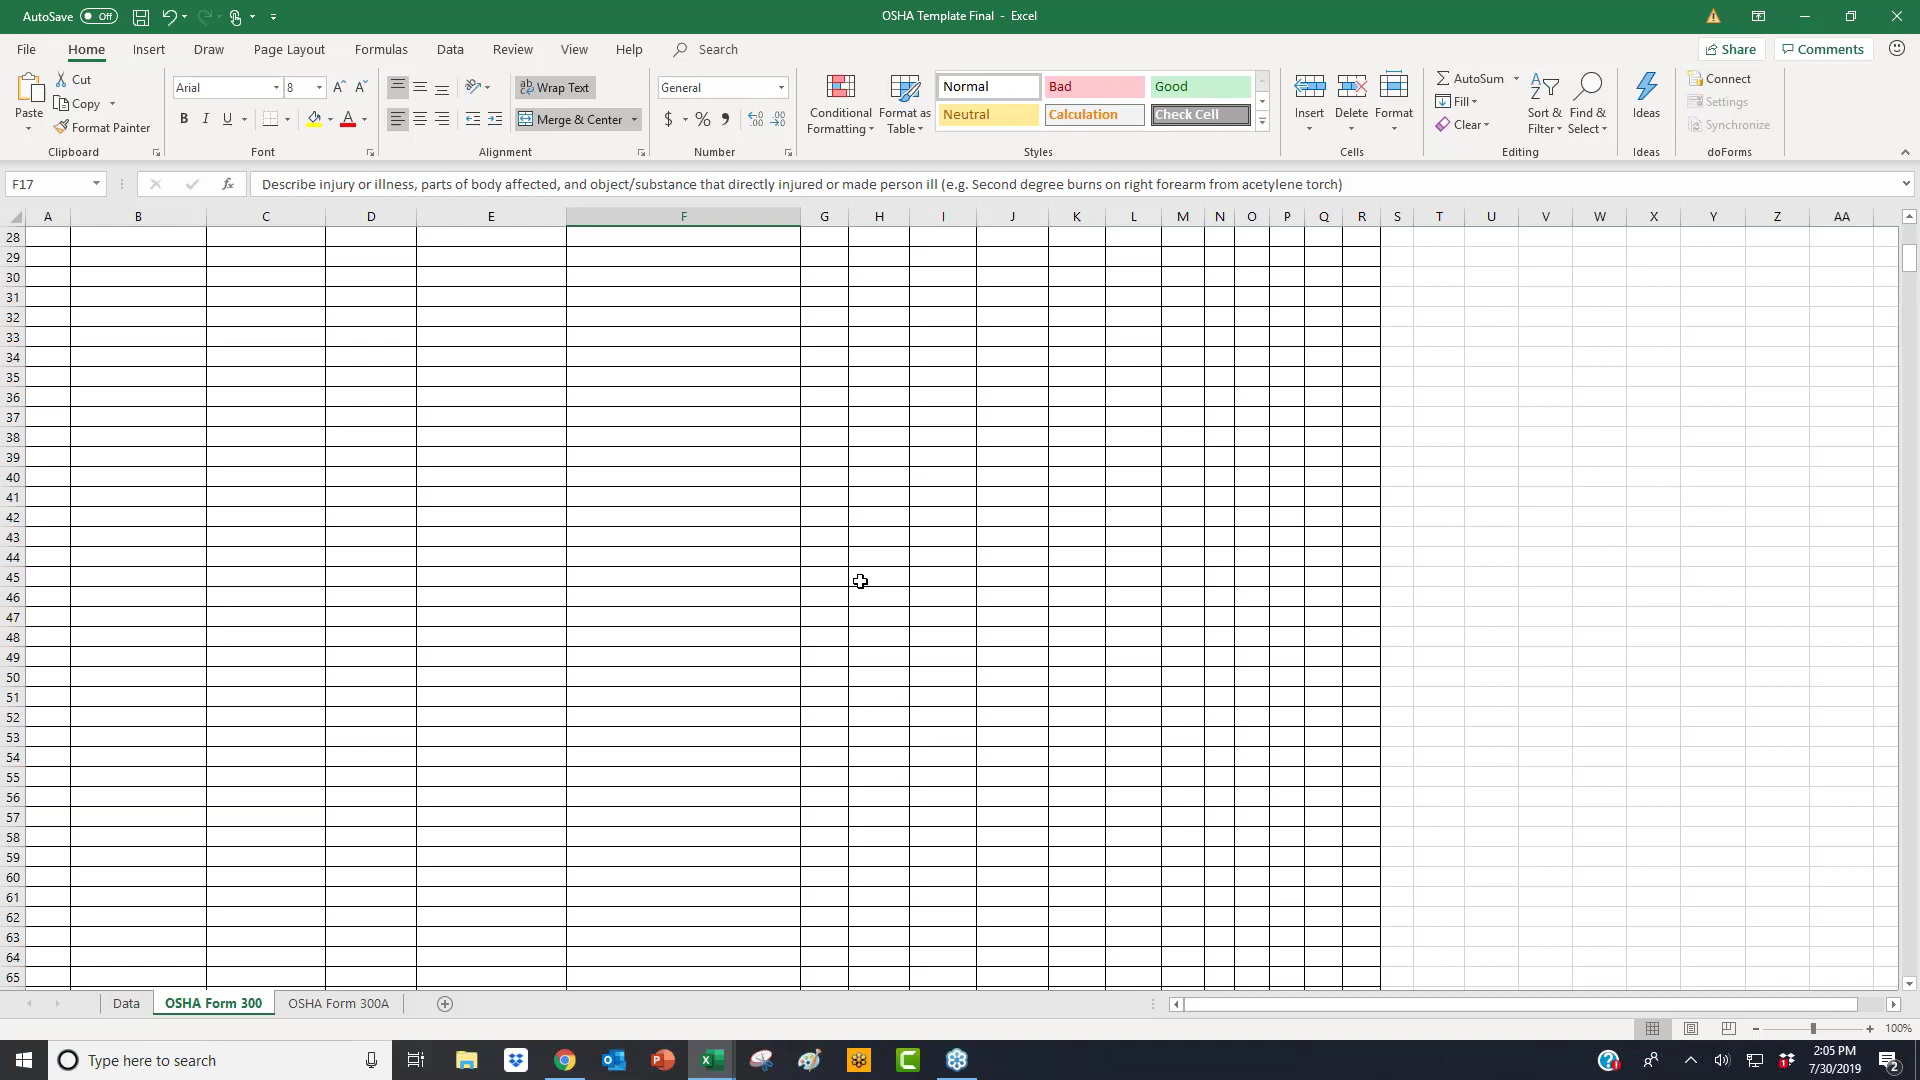 AutoSave Off OSHA Template Final - Excel
File Home Insert Draw Page Layout Formulas Data Review View Help Search Share Comments
Paste Cut Copy Format Painter Clipboard
Arial 8 A A B I U A Font
ab Wrap Text Merge & Center Alignment
General $ % , Number
Conditional Formatting Format as Table
Normal Bad Good
Neutral Calculation Check Cell
Styles
Insert Delete Format Cells
AutoSum Fill Clear Sort & Filter Find & Select Editing
Ideas Ideas
Connect Settings Synchronize doForms
F17 fx Describe injury or illness, parts of body affected, and object/substance that directly injured or made person ill (e.g. Second degree burns on right forearm from acetylene torch)
A B C D E F G H I J K L M N O P Q R S T U V W X Y Z AA
28
29
30
31
32
33
34
35
36
37
38
39
40
41
42
43
44
45
46
47
48
49
50
51
52
53
54
55
56
57
58
59
60
61
62
63
64
65
Data OSHA Form 300 OSHA Form 300A
100%
Type here to search
2:05 PM
7/30/2019
2